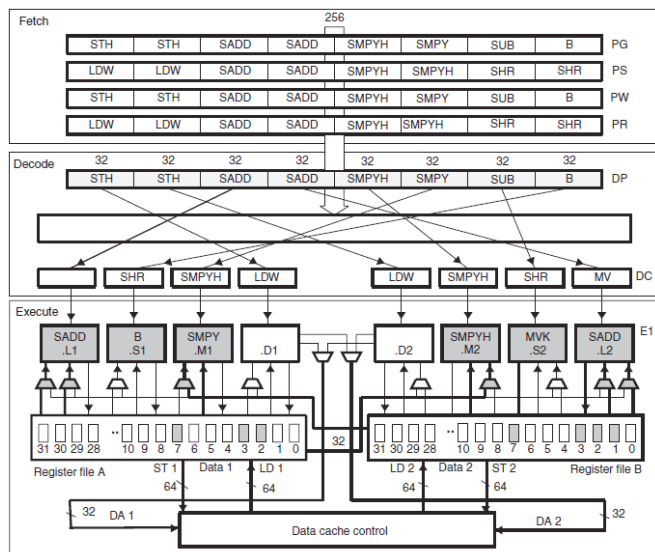 Fetch
256
STH STH SADD SADD SMPYH SMPY SUB B PG
LDW LDW SADD SADD SMPYH SMPYH SHR SHR PS
STH STH SADD SADD SMPYH SMPY SUB B PW
LDW LDW SADD SADD SMPYH SMPYH SHR SHR PR
Decode
32 32 32 32 32 32 32 32
STH STH SADD SADD SMPYH SMPY SUB B DP
SHR SMPYH LDW LDW SMPYH SHR MV DC
Execute
SADD B SMPY SMPYH MVK SADD E1
.L1 .S1 .M1 .D1 .D2 .M2 .S2 .L2
31 30 29 28 .. 10 9 8 7 6 5 4 3 2 1 0
32
31 30 29 28 .. 10 9 8 7 6 5 4 3 2 1 0
Register file A ST 1 Data 1 LD 1 LD 2 Data 2 ST 2 Register file B
64 64 64 64
32 DA 1 Data cache control DA 2 32